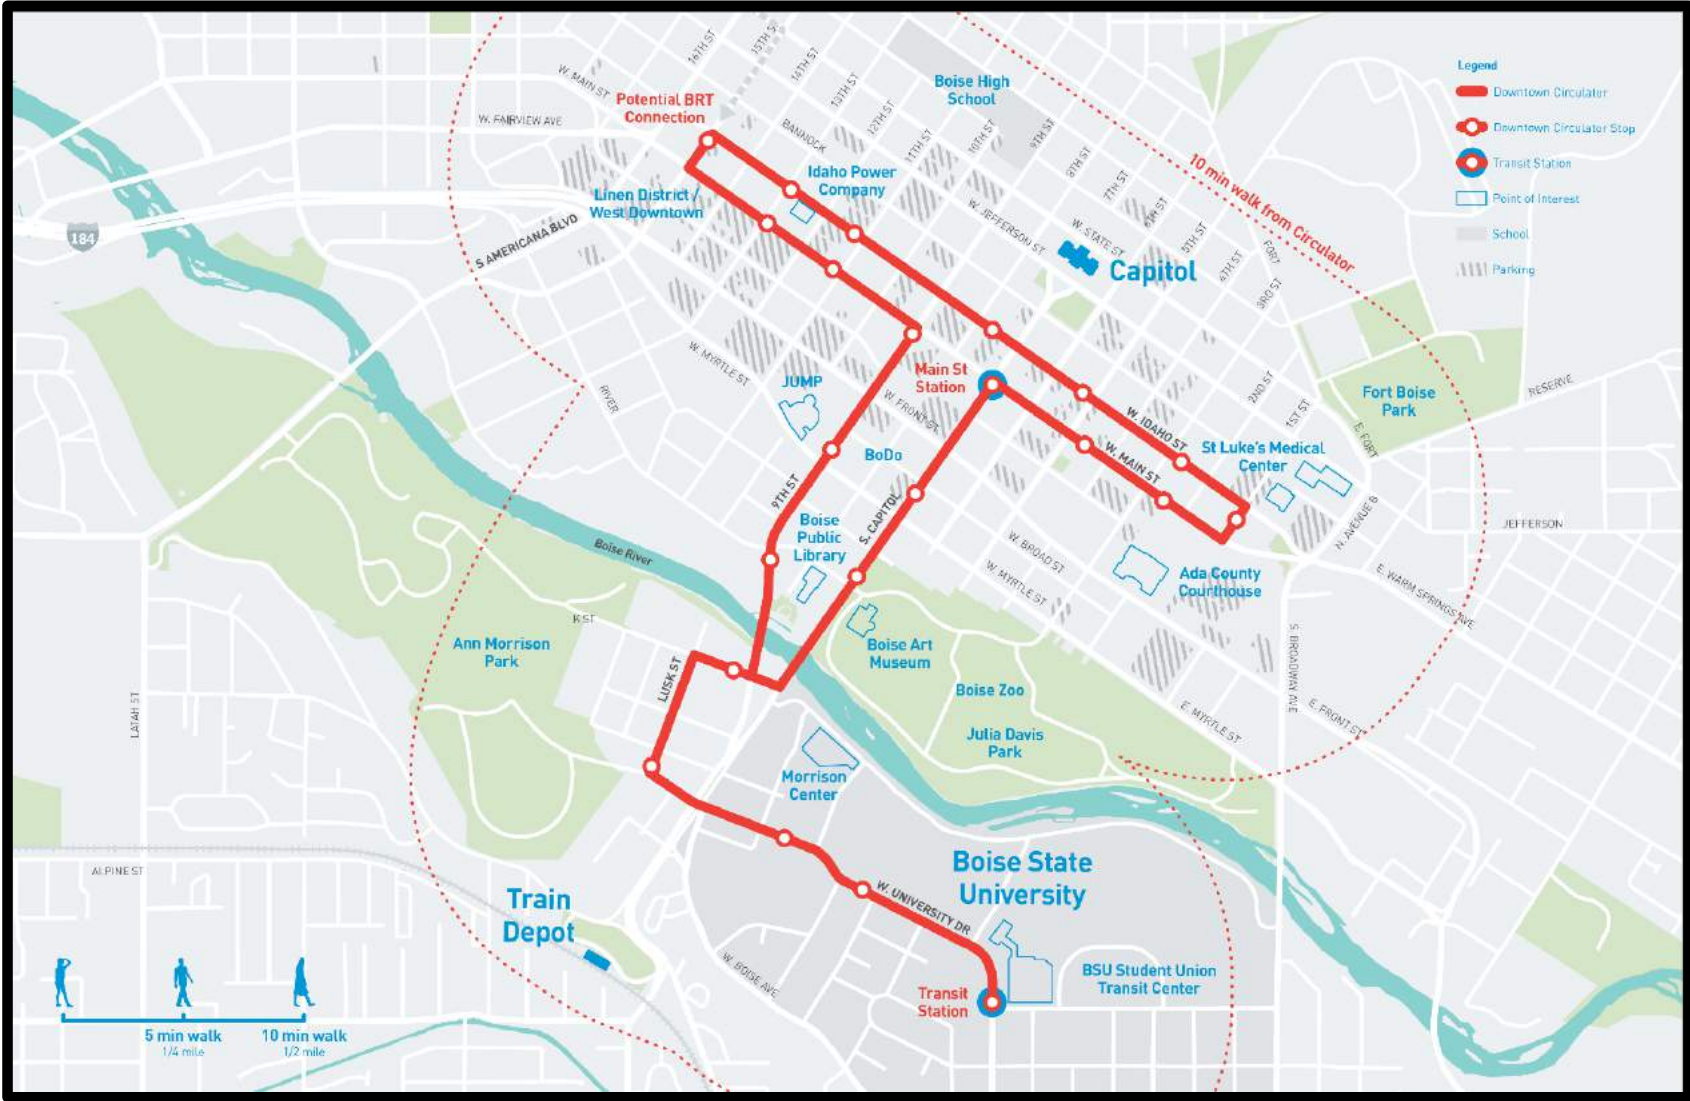 16TH ST
15TH ST
14TH ST
13TH ST
12TH ST
11TH ST
10TH ST
9TH ST
8TH ST
7TH ST
6TH ST
5TH ST
4TH ST
3RD ST
2ND ST
1ST ST
FORT
W. MAIN ST
W. FAIRVIEW AVE
BANNOCK
Potential BRT
Connection
Boise High
School
Idaho Power
Company
Linen District /
West Downtown
184
S AMERICANA BLVD
W. JEFFERSON ST
W. STATE ST
Capitol
10 min walk from Circulator
Legend
Downtown Circulator
Downtown Circulator Stop
Transit Station
Point of Interest
School
Parking
W. MYRTLE ST
RIVER
JUMP
W. FRONT ST
Main St
Station
BoDo
W. IDAHO ST
W. MAIN ST
St Luke's Medical
Center
Fort Boise
Park
RESERVE
E. FORT
N. AVENUE B
JEFFERSON
E. WARM SPRINGS AVE
9TH ST
S. CAPITOL
Boise
Public
Library
Boise River
W. BROAD ST
W. MYRTLE ST
Ada County
Courthouse
K ST
Ann Morrison
Park
LUSK ST
LATAH ST
Boise Art
Museum
Boise Zoo
Julia Davis
Park
E. MYRTLE ST
S. BROADWAY AVE
E. FRONT ST
Morrison
Center
ALPINE ST
Train
Depot
Boise State
University
W. UNIVERSITY DR
W. BOISE AVE
Transit
Station
BSU Student Union
Transit Center
5 min walk
1/4 mile
10 min walk
1/2 mile